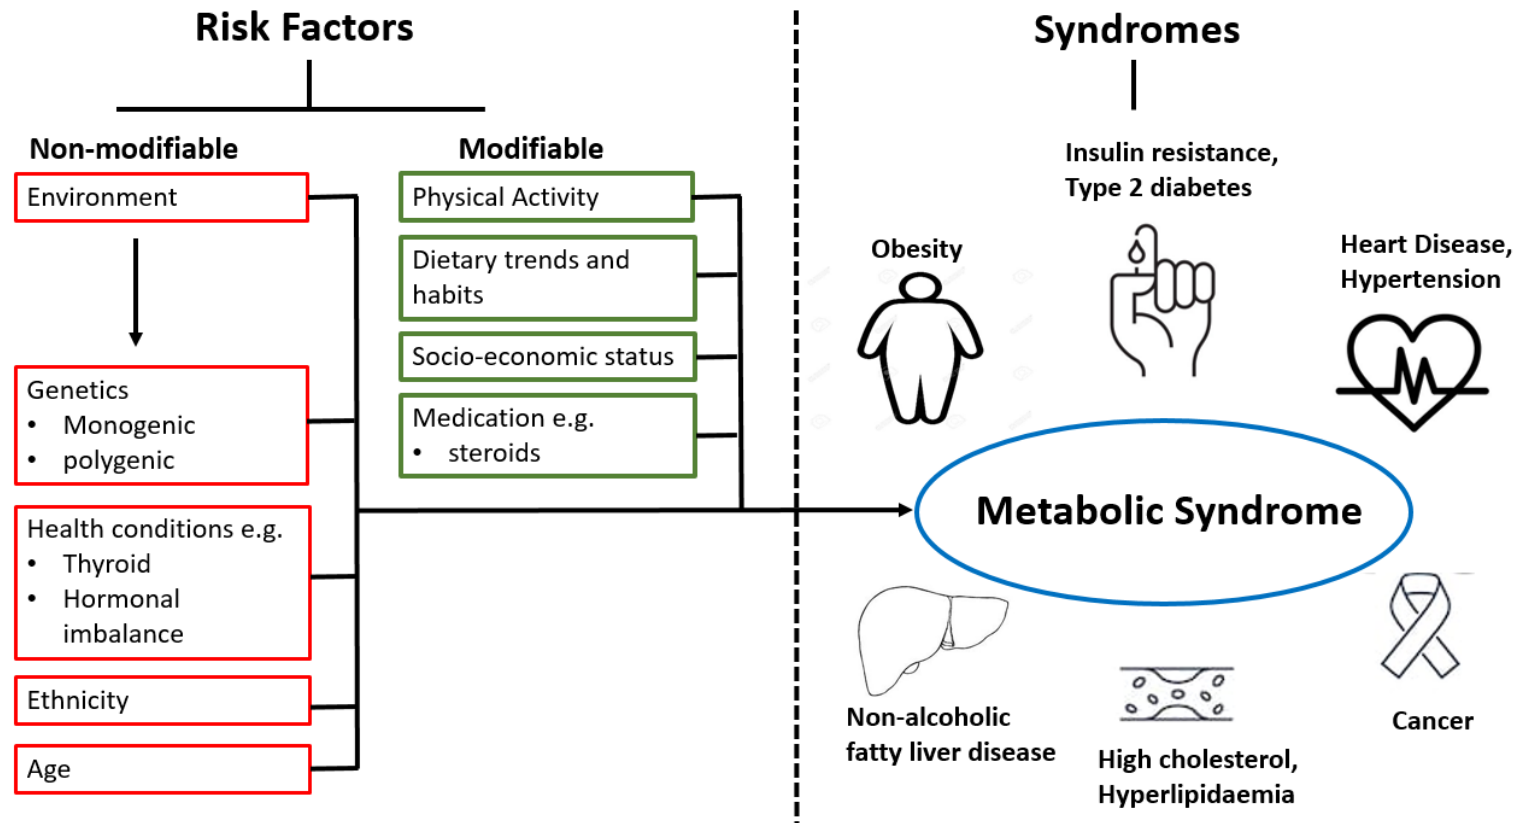 Risk Factors
Non-modifiable
Environment
Genetics
• Monogenic
• polygenic
Health conditions e.g.
• Thyroid
• Hormonal
imbalance
Ethnicity
Age
Modifiable
Physical Activity
Dietary trends and
habits
Socio-economic status
Medication e.g.
• steroids
Syndromes
Insulin resistance,
Type 2 diabetes
Obesity
Heart Disease,
Hypertension
Metabolic Syndrome
Non-alcoholic
fatty liver disease
High cholesterol,
Hyperlipidaemia
Cancer